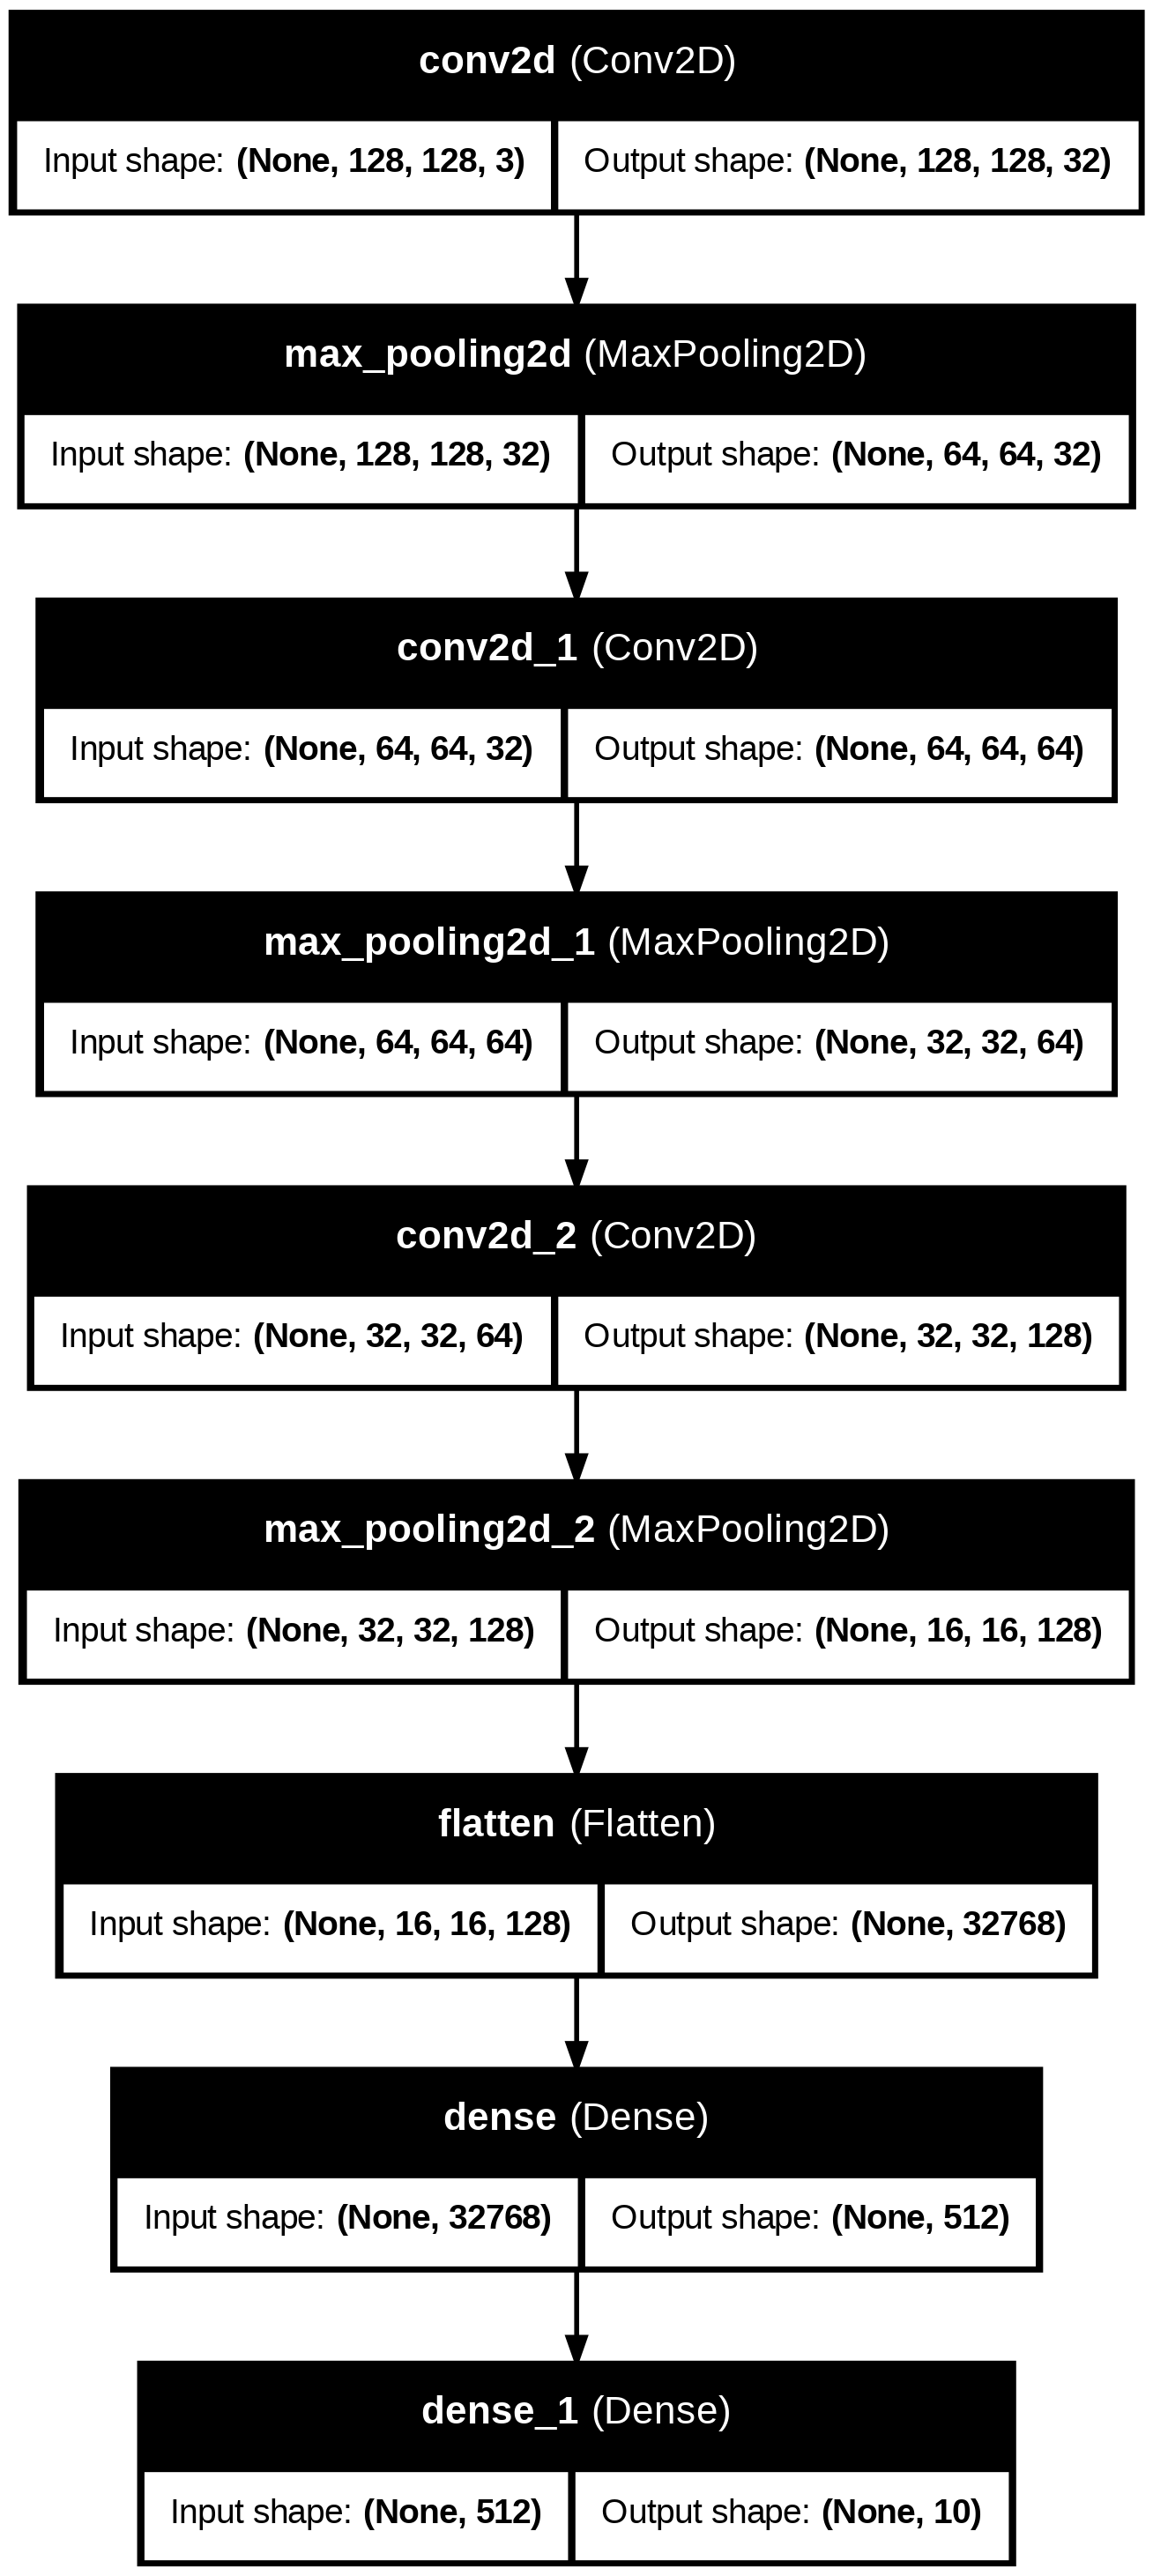 conv2d (Conv2D)
Input shape: (None, 128, 128, 3) Output shape: (None, 128, 128, 32)
max_pooling2d (MaxPooling2D)
Input shape: (None, 128, 128, 32) Output shape: (None, 64, 64, 32)
conv2d_1 (Conv2D)
Input shape: (None, 64, 64, 32) Output shape: (None, 64, 64, 64)
max_pooling2d_1 (MaxPooling2D)
Input shape: (None, 64, 64, 64) Output shape: (None, 32, 32, 64)
conv2d_2 (Conv2D)
Input shape: (None, 32, 32, 64) Output shape: (None, 32, 32, 128)
max_pooling2d_2 (MaxPooling2D)
Input shape: (None, 32, 32, 128) Output shape: (None, 16, 16, 128)
flatten (Flatten)
Input shape: (None, 16, 16, 128) Output shape: (None, 32768)
dense (Dense)
Input shape: (None, 32768) Output shape: (None, 512)
dense_1 (Dense)
Input shape: (None, 512) Output shape: (None, 10)